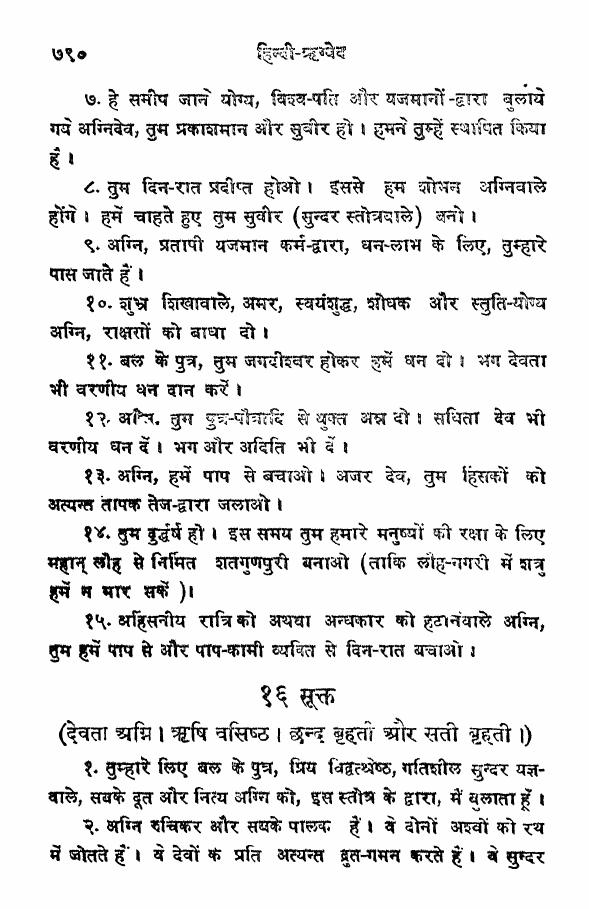 ७९० हिन्दी-ऋग्वेद
७. हे समीप जाने योग्य, विश्व-पति और यजमानों-द्वारा बुलाये
गये अग्निदेव, तुम प्रकाशमान और सुवीर हो। हमने तुम्हें स्थापित किया
है।
८. तुम दिन-रात प्रदीप्त होओ। इससे हम शोभन अग्निवाले
होंगे। हमें चाहते हुए तुम सुवीर (सुन्दर स्तोत्रवाले) बनो।
९. अग्नि, प्रतापी यजमान कर्म-द्वारा, धन-लाभ के लिए, तुम्हारे
पास जाते हैं।
१०. शुभ्र शिखावाले, अमर, स्वयंशुद्ध, शोधक और स्तुति-योग्य
अग्नि, राक्षसों को बाधा दो।
११. बल के पुत्र, तुम जगदीश्वर होकर हमें धन दो। भग देवता
भी वरणीय धन दान करें।
१२. अग्नि, तुम पुत्र-पौत्रादि से युक्त अन्न दो। सविता देव भी
वरणीय धन दें। भग और अदिति भी दें।
१३. अग्नि, हमें पाप से बचाओ। अजर देव, तुम हिंसकों को
अत्यन्त तापक तेज-द्वारा जलाओ।
१४. तुम दुर्द्धर्ष हो। इस समय तुम हमारे मनुष्यों की रक्षा के लिए
महान् लौह से निर्मित शतगुणपुरी बनाओ (ताकि लौह-नगरी में शत्रु
हमें न मार सकें)।
१५. अहिंसनीय रात्रि को अथवा अन्धकार को हटानेवाले अग्नि,
तुम हमें पाप से और पाप-कामी व्यक्ति से दिन-रात बचाओ।
१६ सूक्त
(देवता अग्नि। ऋषि वसिष्ठ। छन्द बृहती और सती बृहती।)
१. तुम्हारे लिए बल के पुत्र, प्रिय विद्वत्श्रेष्ठ, गतिशील सुन्दर यज्ञ-
वाले, सबके दूत और नित्य अग्नि को, इस स्तोत्र के द्वारा, मैं बुलाता हूँ।
२. अग्नि रुचिकर और सबके पालक हैं। वे दोनों अश्वों को रथ
में जोतते हैं। वे देवों के प्रति अत्यन्त द्रुत-गमन करते हैं। वे सुन्दर